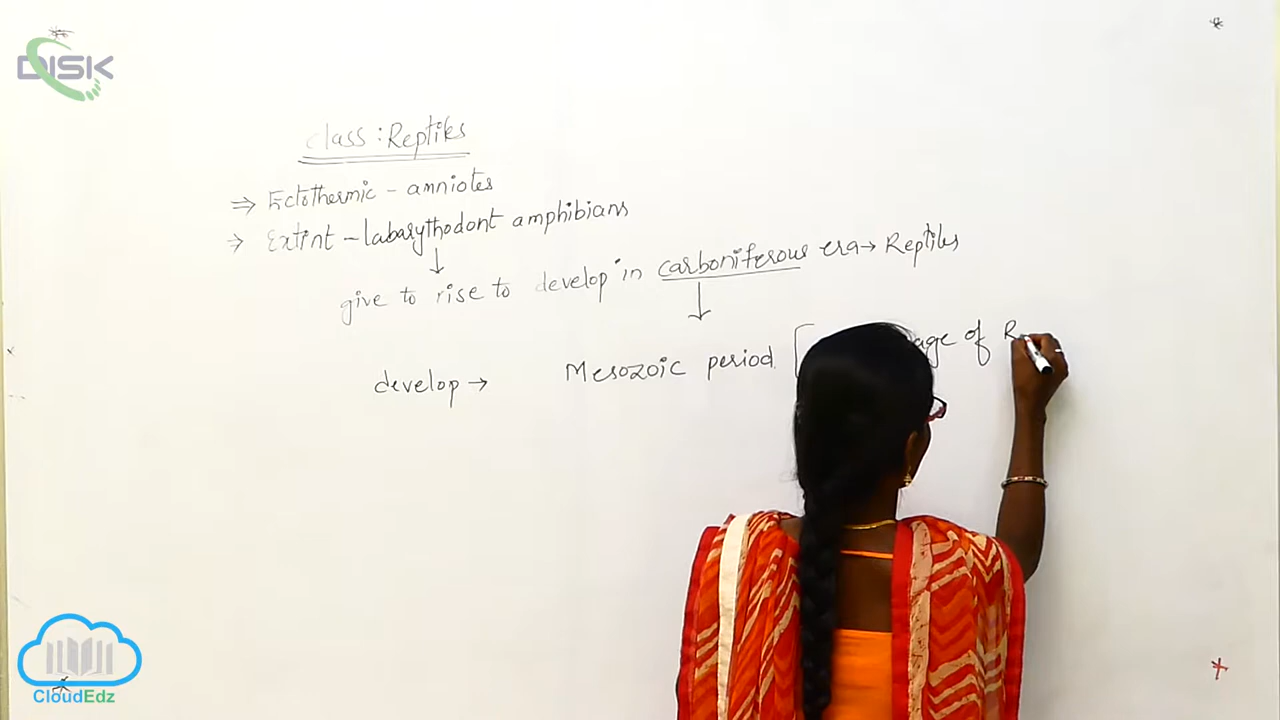 DISK
class: Reptiles
⇒ Ectothermic - amniotes
⇒ Extint - labarythodont amphibians
↓
give to rise to develop in carboniferous era → Reptiles
↓
develop → Mesozoic period [ age of R
CloudEdz